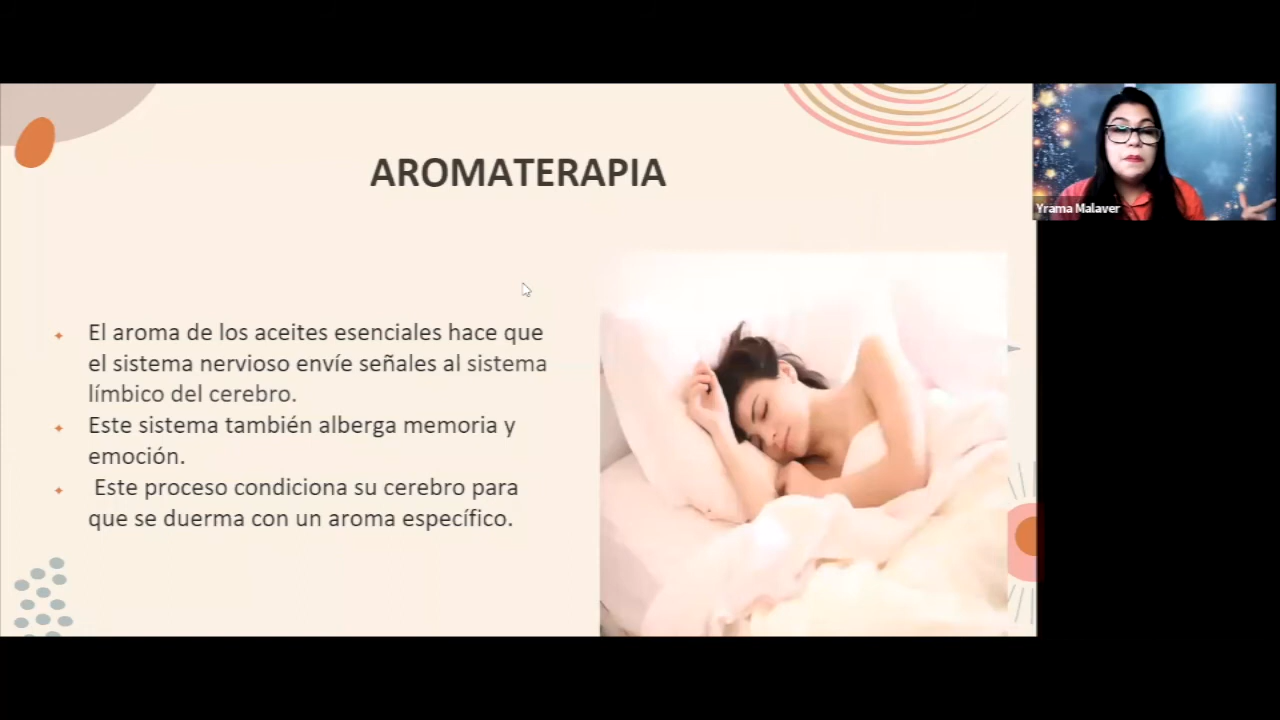 AROMATERAPIA
Yrama Malaver
El aroma de los aceites esenciales hace que
el sistema nervioso envíe señales al sistema
límbico del cerebro.
Este sistema también alberga memoria y
emoción.
Este proceso condiciona su cerebro para
que se duerma con un aroma específico.